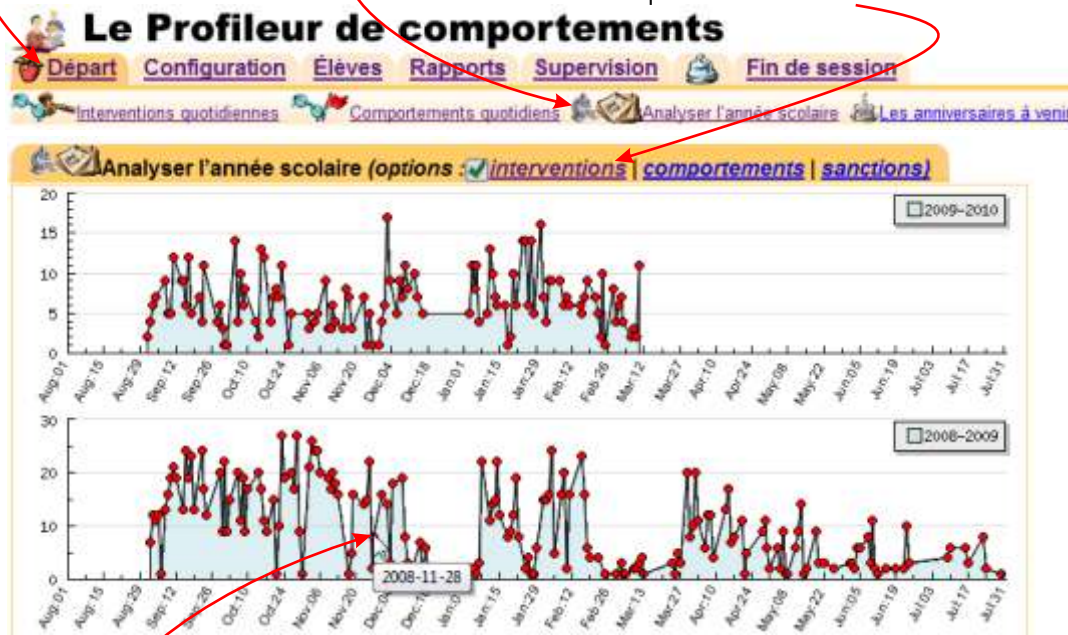 Le Profileur de comportements
Départ Configuration Élèves Rapports Supervision Fin de session
Interventions quotidiennes Comportements quotidiens Analyser l'année scolaire Les anniversaires à venir
Analyser l'année scolaire (options : interventions | comportements | sanctions)
20
2009-2010
15
10
5
0
Aug.01 Aug.15 Aug.29 Sep.12 Sep.26 Oct.10 Oct.24 Nov.06 Nov.20 Dec.04 Dec.18 Jan.01 Jan.15 Jan.29 Feb.12 Feb.26 Mar.12 Mar.27 Apr.10 Apr.24 May.08 May.22 Jun.05 Jun.19 Jul.03 Jul.17 Jul.31
30
2008-2009
20
10
0
2008-11-28
Aug.01 Aug.15 Aug.29 Sep.12 Sep.26 Oct.10 Oct.24 Nov.06 Nov.20 Dec.04 Dec.18 Jan.01 Jan.15 Jan.29 Feb.12 Feb.26 Mar.13 Mar.27 Apr.10 Apr.24 May.08 May.22 Jun.05 Jun.19 Jul.03 Jul.17 Jul.31